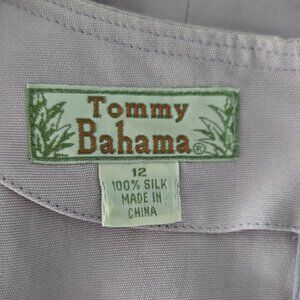 Tommy
Bahama®
12
100% SILK
MADE IN
CHINA